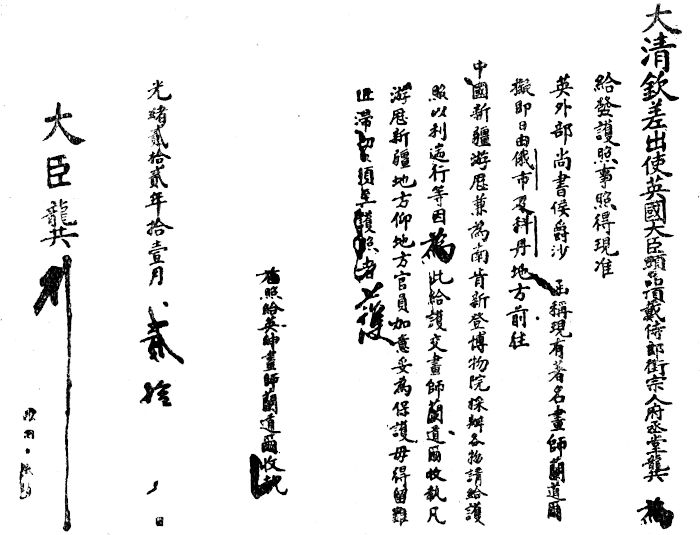 大清欽差出使英國大臣頭品頂戴侍郎銜宗人府丞堂龔 為
給發護照事照得現准
英外部尚書侯爵沙 函稱現有著名畫師蘭道爾
擬即日由俄市及科丹地方前往
中國新疆游歷兼為南肯新登博物院採辦各物請給護
照以利遄行等因為此給護交畫師蘭道爾收執凡
游歷新疆地方仰地方官員加意妥為保護毋得留難
阻滯切切須至護照者 護
照給英畫師蘭道爾收執
光緒貳拾貳年拾壹月 貳拾 日
大臣龔